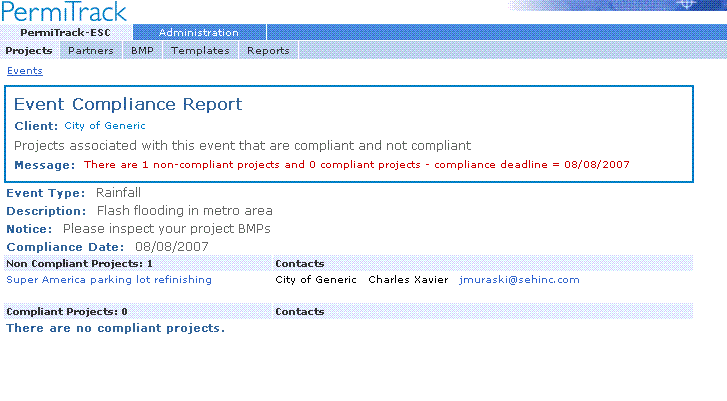 PermiTrack
PermiTrack-ESC Administration
Projects Partners BMP Templates Reports
Events
Event Compliance Report
Client: City of Generic
Projects associated with this event that are compliant and not compliant
Message: There are 1 non-compliant projects and 0 compliant projects - compliance deadline = 08/08/2007
Event Type: Rainfall
Description: Flash flooding in metro area
Notice: Please inspect your project BMPs
Compliance Date: 08/08/2007
Non Compliant Projects: 1 Contacts
Super America parking lot refinishing City of Generic Charles Xavier jmuraski@sehinc.com
Compliant Projects: 0 Contacts
There are no compliant projects.